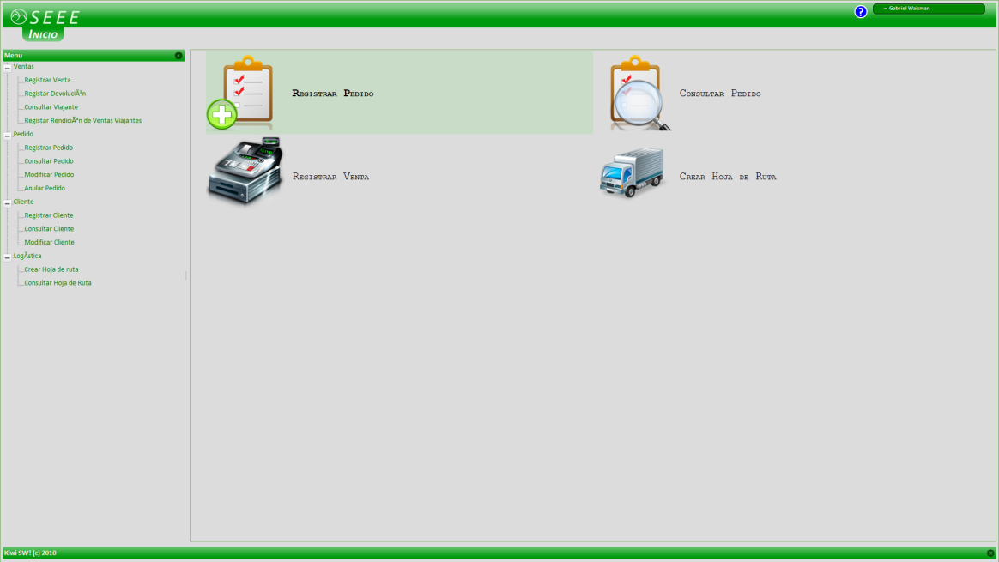 SEEE
? – Gabriel Waisman
Inicio
Menu
Ventas
Registrar Venta
Registar DevoluciÃ³n
Consultar Viajante
Registar RendiciÃ³n de Ventas Viajantes
Pedido
Registrar Pedido
Consultar Pedido
Modificar Pedido
Anular Pedido
Cliente
Registrar Cliente
Consultar Cliente
Modificar Cliente
LogÃstica
Crear Hoja de ruta
Consultar Hoja de Ruta
Registrar Pedido
Consultar Pedido
Registrar Venta
Crear Hoja de Ruta
Kiwi SW! (c) 2010